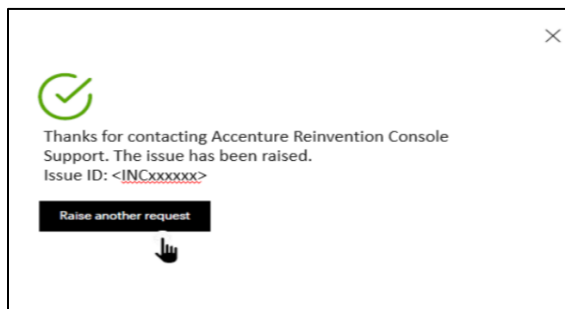 Thanks for contacting Accenture Reinvention Console
Support. The issue has been raised.
Issue ID: <INCxxxxxx>
Raise another request